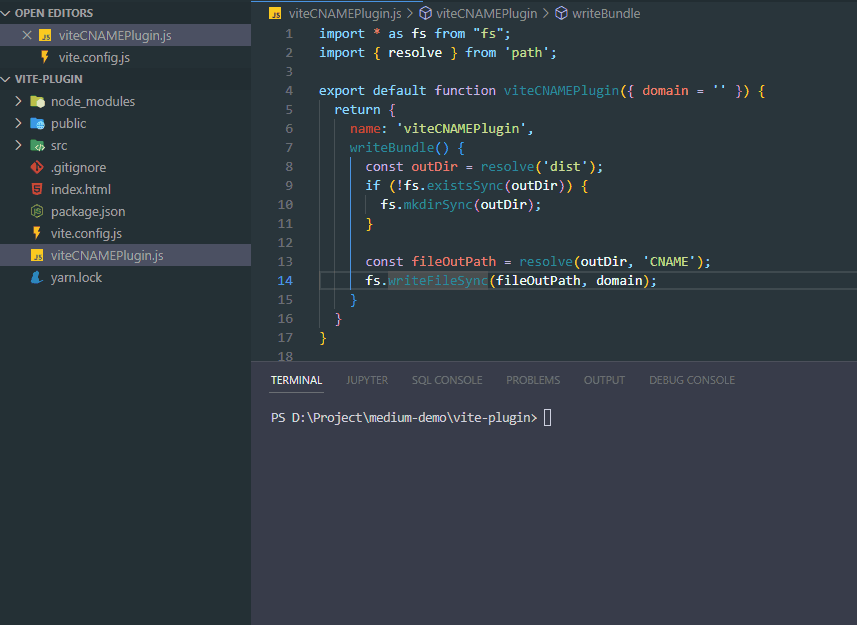 OPEN EDITORS
viteCNAMEPlugin.js
vite.config.js
VITE-PLUGIN
node_modules
public
src
.gitignore
index.html
package.json
vite.config.js
viteCNAMEPlugin.js
yarn.lock
viteCNAMEPlugin.js > viteCNAMEPlugin > writeBundle
1 import * as fs from "fs";
2 import { resolve } from 'path';
3
4 export default function viteCNAMEPlugin({ domain = '' }) {
5 return {
6 name: 'viteCNAMEPlugin',
7 writeBundle() {
8 const outDir = resolve('dist');
9 if (!fs.existsSync(outDir)) {
10 fs.mkdirSync(outDir);
11 }
12
13 const fileOutPath = resolve(outDir, 'CNAME');
14 fs.writeFileSync(fileOutPath, domain);
15 }
16 }
17 }
18
TERMINAL JUPYTER SQL CONSOLE PROBLEMS OUTPUT DEBUG CONSOLE
PS D:\Project\medium-demo\vite-plugin>